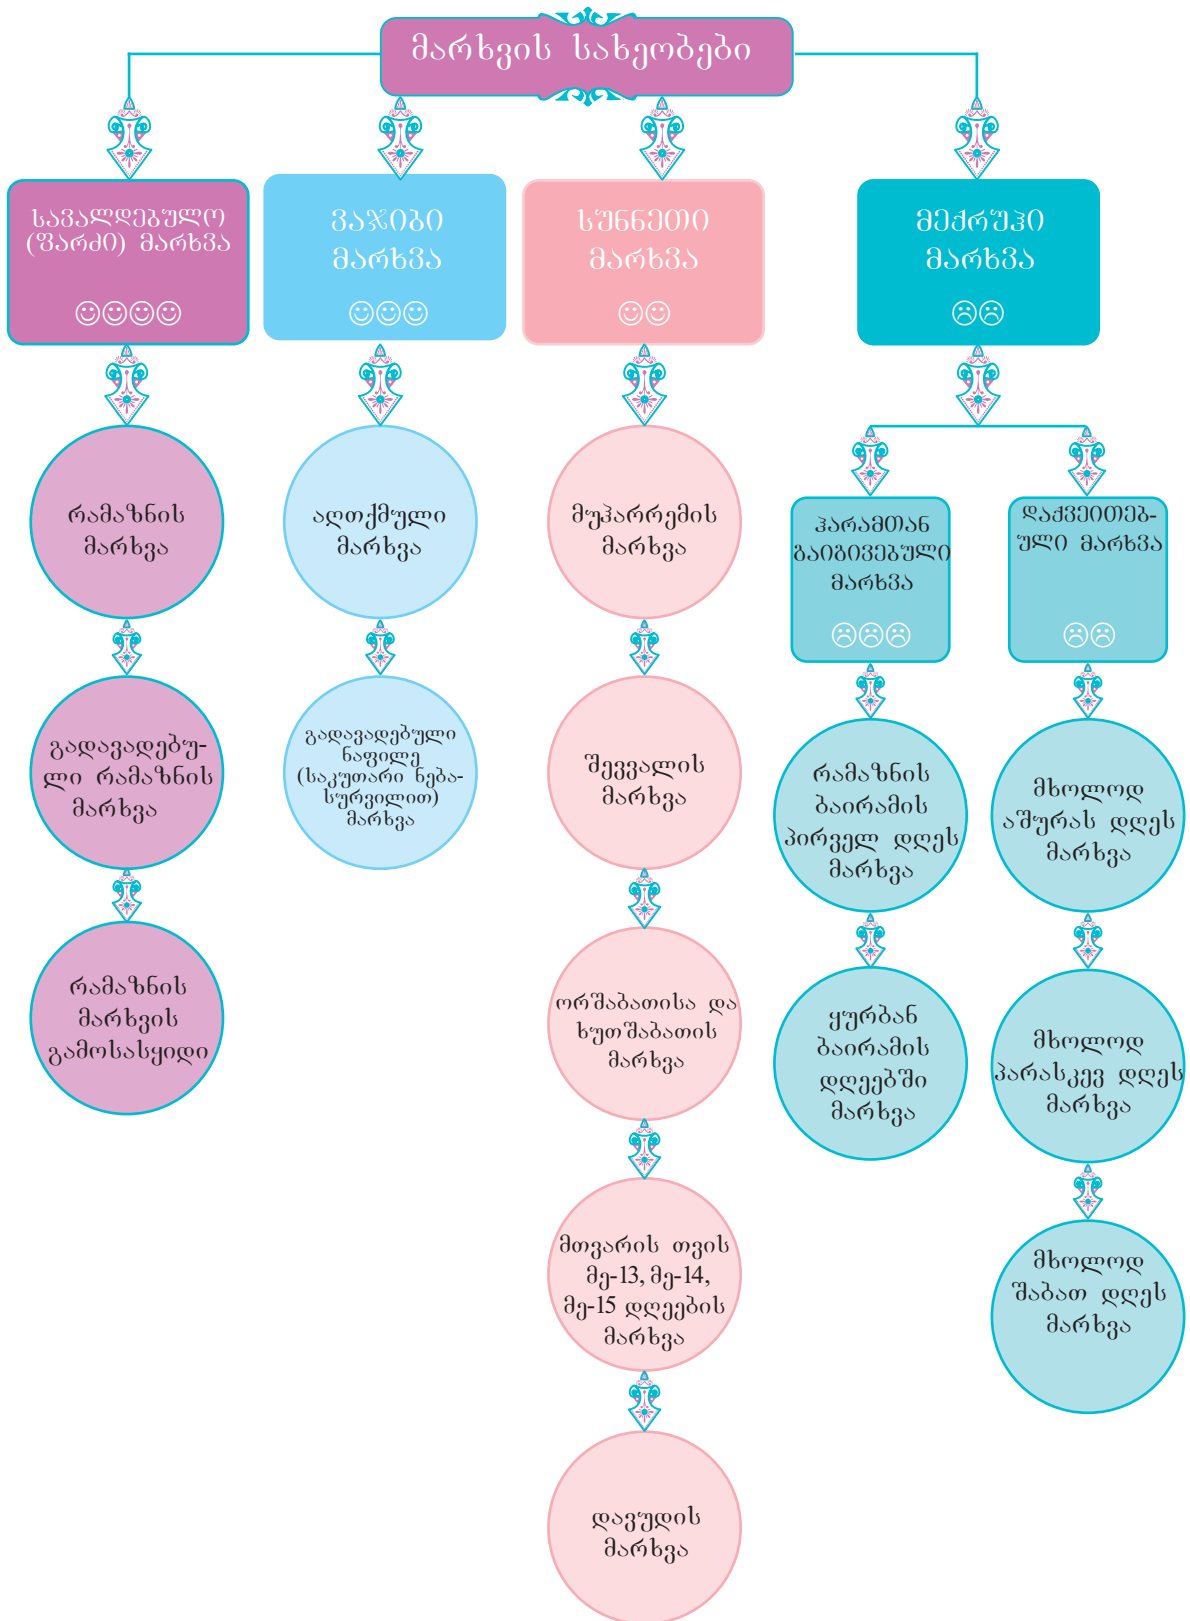 მარხვის სახეობები
სავალდებულო
(ფარძი) მარხვა
☺☺☺☺
ვაჯიბი
მარხვა
☺☺☺
სუნნეთი
მარხვა
☺☺
მექრუჰი
მარხვა
☹☹
რამაზნის
მარხვა
გადავადებუ-
ლი რამაზნის
მარხვა
რამაზნის
მარხვის
გამოსასყიდი
აღთქმული
მარხვა
გადავადებული
ნაფილე
(საკუთარი ნება-
სურვილით)
მარხვა
მუჰარრემის
მარხვა
შევვალის
მარხვა
ორშაბათისა და
ხუთშაბათის
მარხვა
მთვარის თვის
მე-13, მე-14,
მე-15 დღეების
მარხვა
დავუდის
მარხვა
ჰარამთან
გაიგივებული
მარხვა
☹☹☹
რამაზნის
ბაირამის
პირველ დღეს
მარხვა
ყურბან
ბაირამის
დღეებში
მარხვა
დაქვეითებ-
ული მარხვა
☹☹
მხოლოდ
აშურას დღეს
მარხვა
მხოლოდ
პარასკევ დღეს
მარხვა
მხოლოდ
შაბათ დღეს
მარხვა